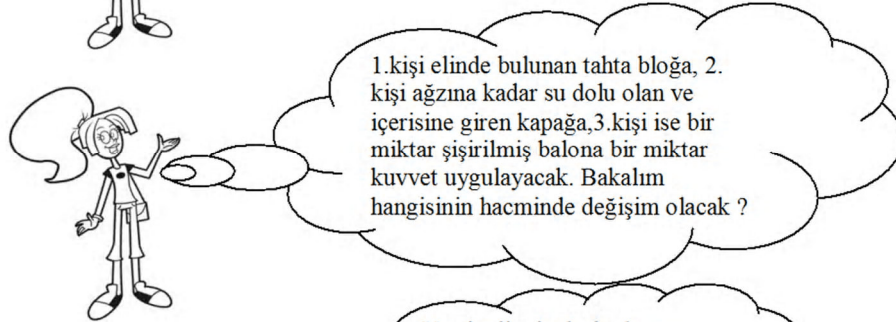 1.kişi elinde bulunan tahta bloğa, 2.
kişi ağzına kadar su dolu olan ve
içerisine giren kapağa,3.kişi ise bir
miktar şişirilmiş balona bir miktar
kuvvet uygulayacak. Bakalım
hangisinin hacminde değişim olacak ?